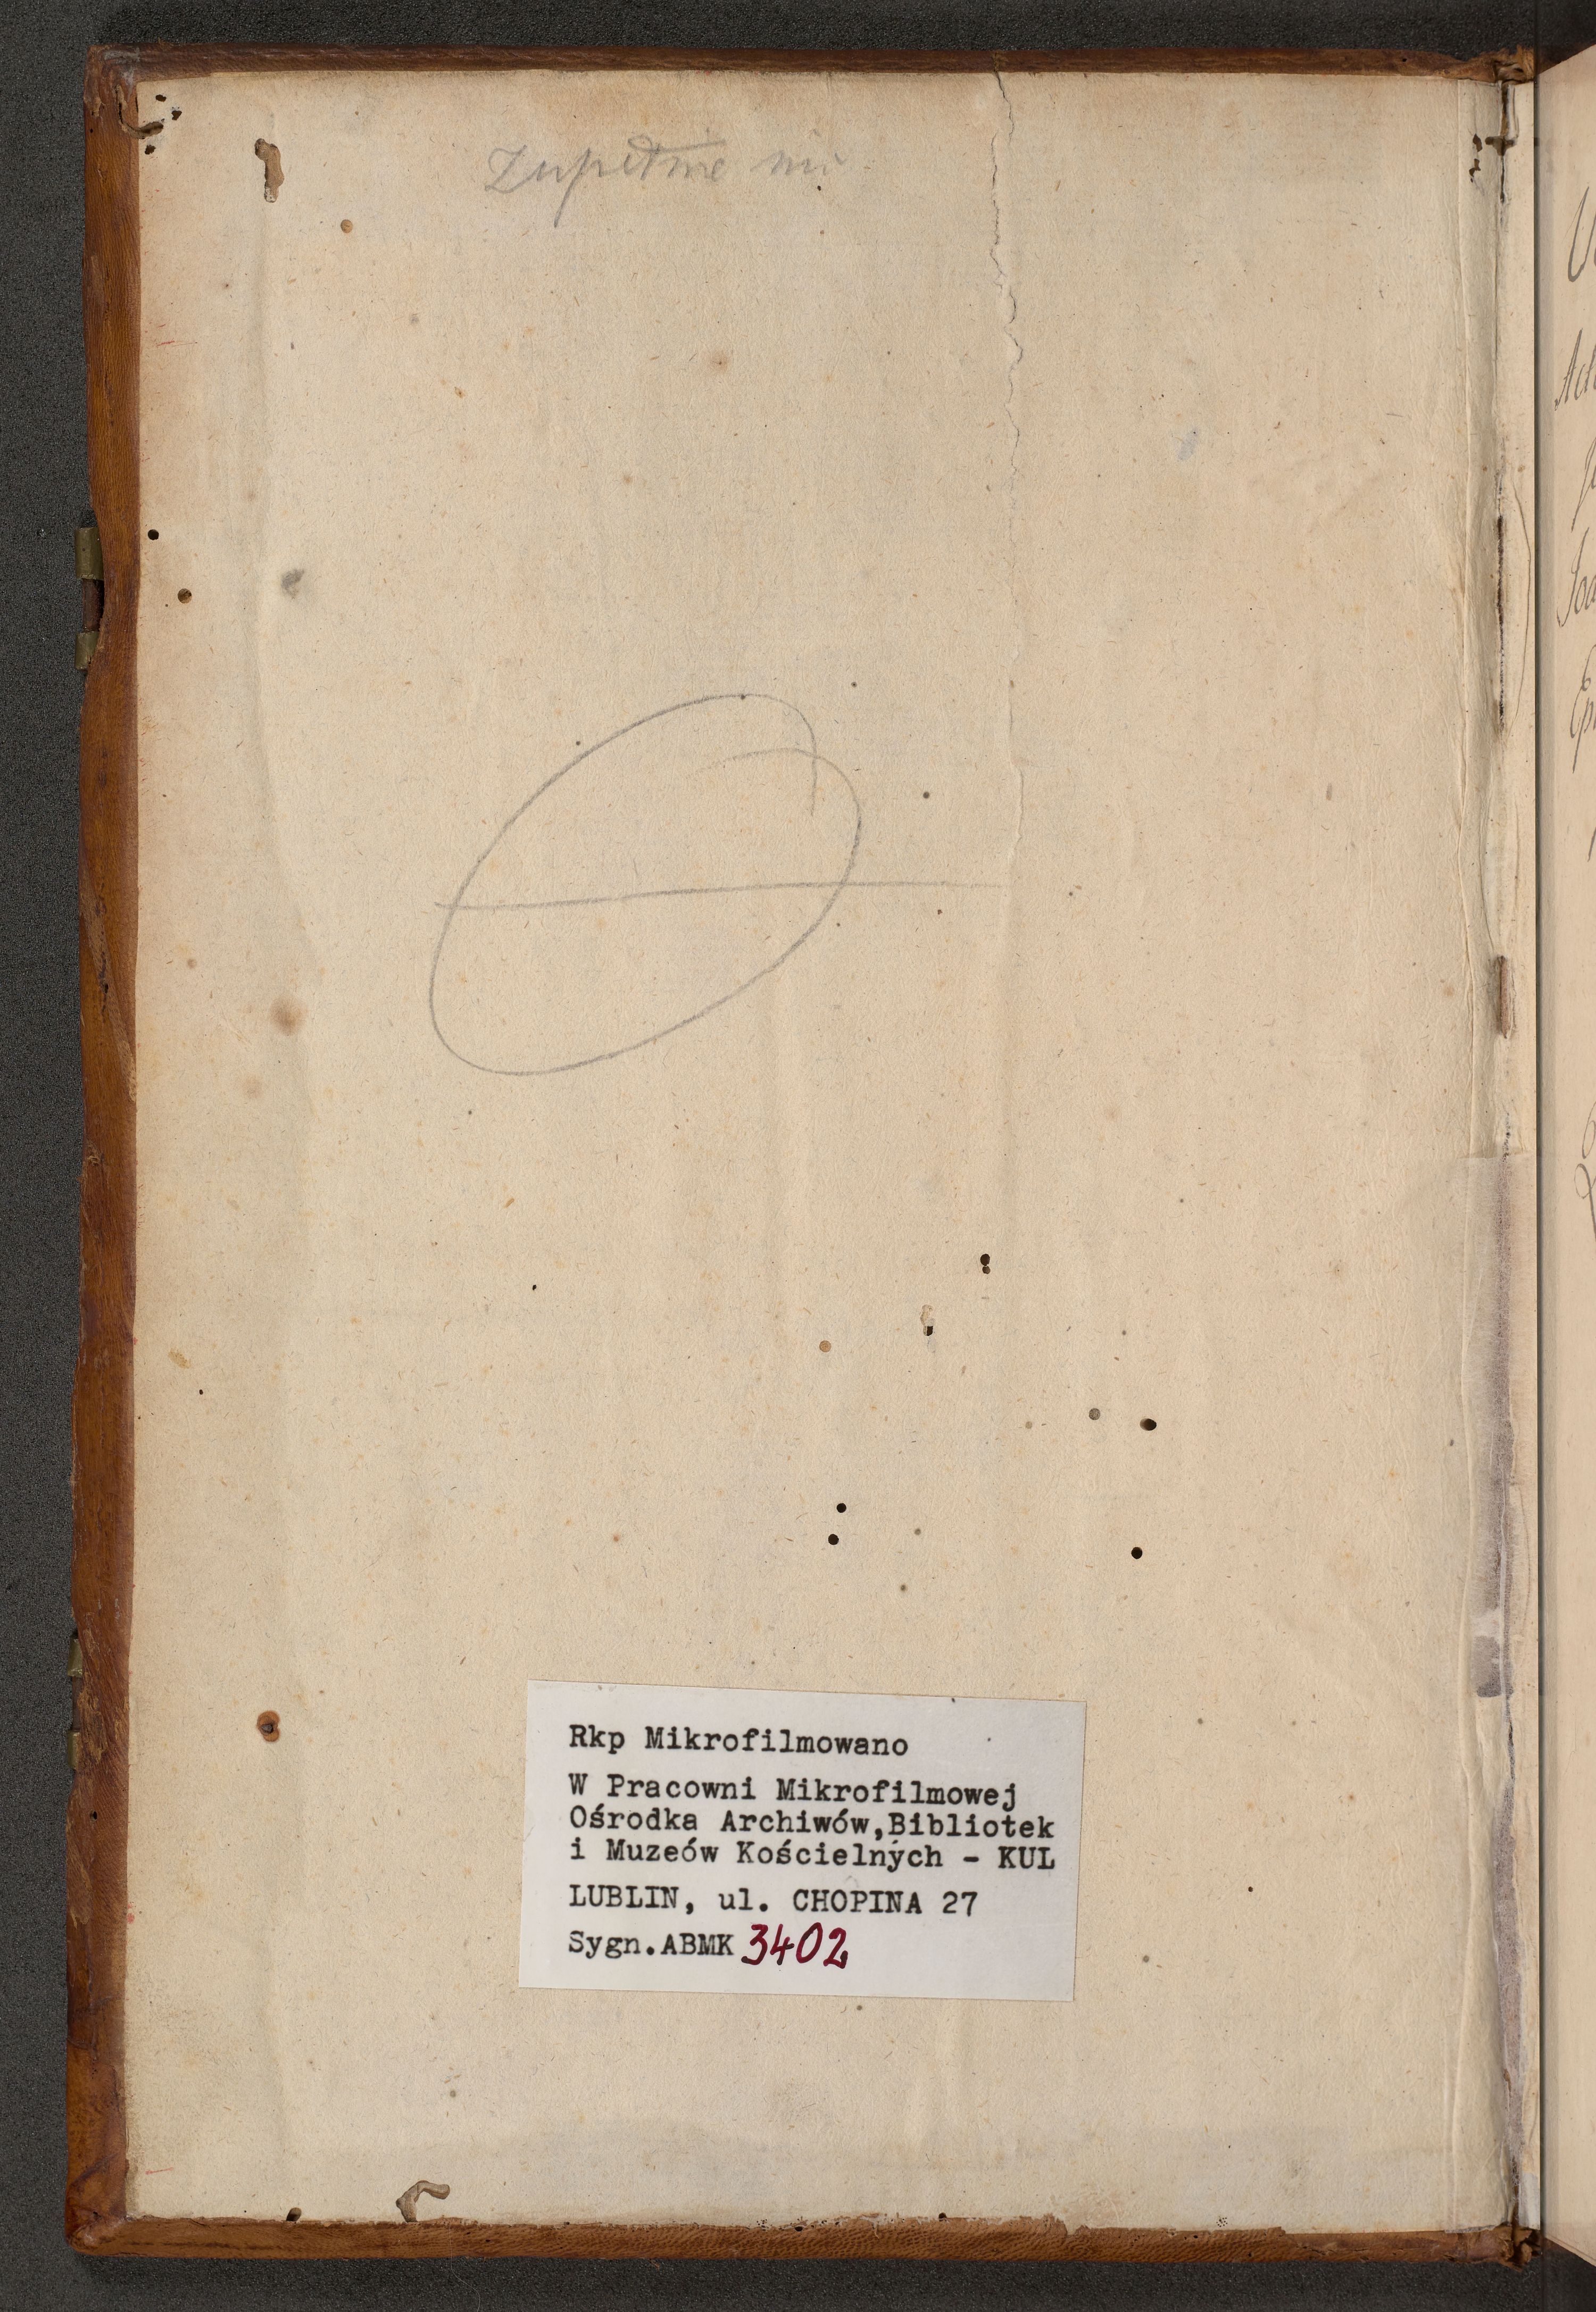 Zupełnie nic
Rkp Mikrofilmowano
W Pracowni Mikrofilmowej
Ośrodka Archiwów,Bibliotek
i Muzeów Kościelnych - KUL
LUBLIN, ul. CHOPINA 27
Sygn.ABMK 3402